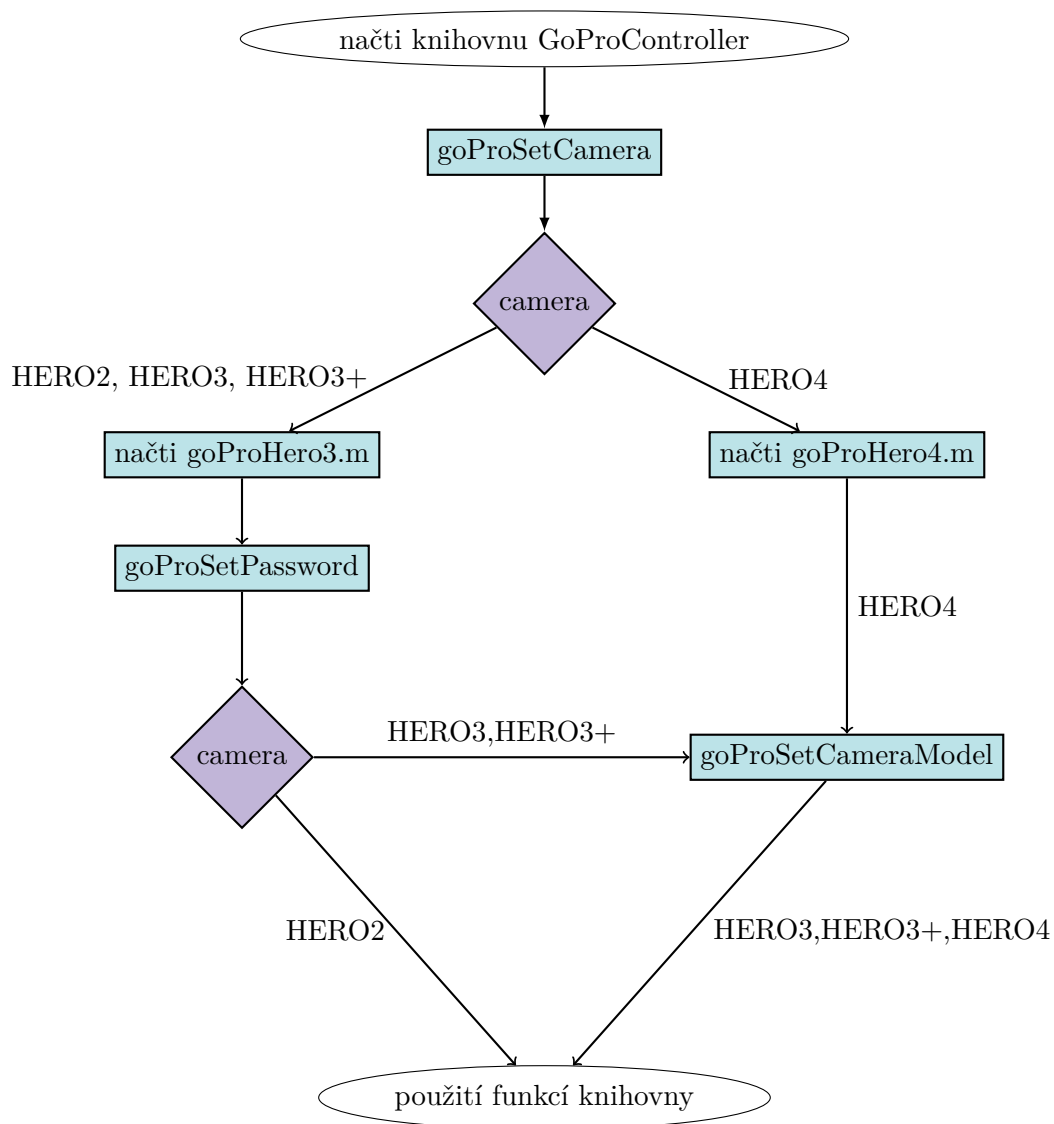 načti knihovnu GoProController
goProSetCamera
camera
HERO2, HERO3, HERO3+
HERO4
načti goProHero3.m
načti goProHero4.m
goProSetPassword
HERO4
camera
HERO3,HERO3+
goProSetCameraModel
HERO2
HERO3,HERO3+,HERO4
použití funkcí knihovny